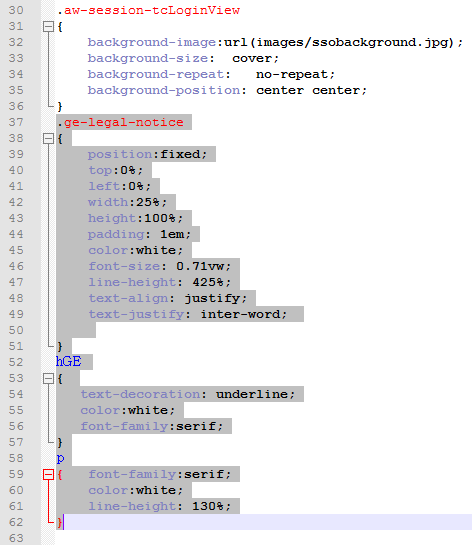 30 .aw-session-tcLoginView
31 {
32 background-image:url(images/ssobackground.jpg);
33 background-size:  cover;
34 background-repeat:   no-repeat;
35 background-position: center center;
36 }
37 .ge-legal-notice
38 {
39 position:fixed;
40 top:0%;
41 left:0%;
42 width:25%;
43 height:100%;
44 padding: 1em;
45 color:white;
46 font-size: 0.71vw;
47 line-height: 425%;
48 text-align: justify;
49 text-justify: inter-word;
50
51 }
52 hGE
53 {
54 text-decoration: underline;
55 color:white;
56 font-family:serif;
57 }
58 p
59 {   font-family:serif;
60 color:white;
61 line-height: 130%;
62 }
63